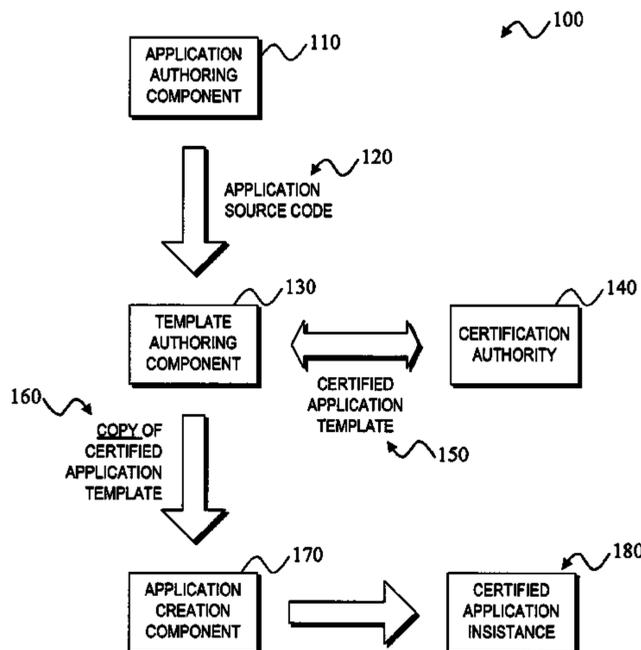 100
110
APPLICATION
AUTHORING
COMPONENT
120
APPLICATION
SOURCE CODE
130
140
TEMPLATE
AUTHORING
COMPONENT
CERTIFICATION
AUTHORITY
160
CERTIFIED
APPLICATION
TEMPLATE
150
COPY OF
CERTIFIED
APPLICATION
TEMPLATE
170
180
APPLICATION
CREATION
COMPONENT
CERTIFIED
APPLICATION
INSISTANCE